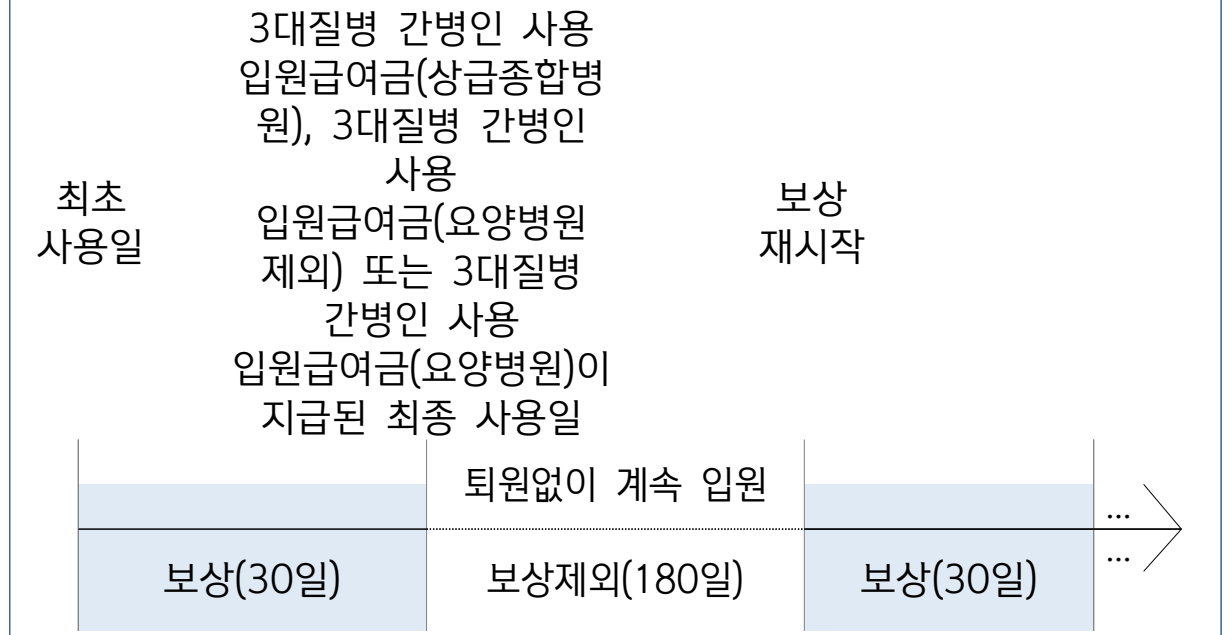 3대질병 간병인 사용
입원급여금(상급종합병
원), 3대질병 간병인
사용
입원급여금(요양병원
제외) 또는 3대질병
간병인 사용
입원급여금(요양병원)이
지급된 최종 사용일
최초
사용일
보상
재시작
퇴원없이 계속 입원
...
보상(30일)
보상제외(180일)
보상(30일)
...